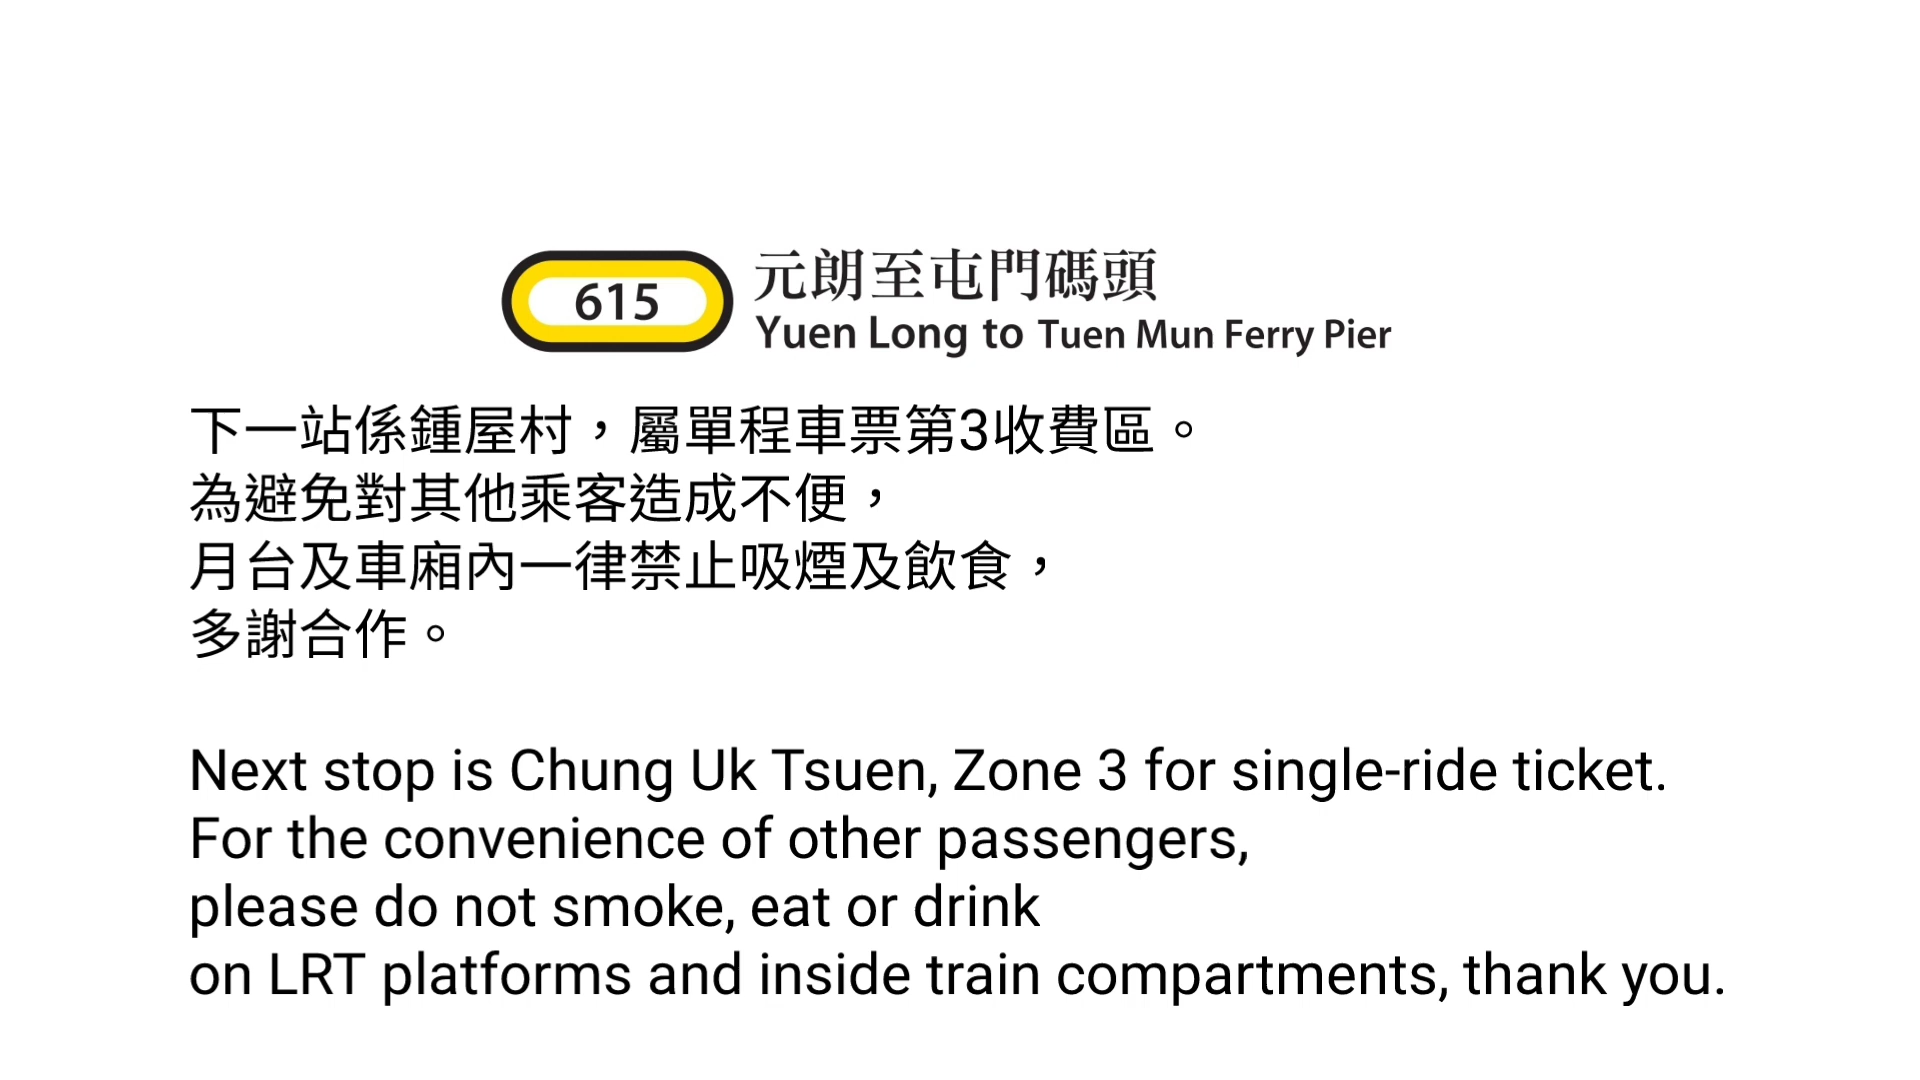 615
元朗至屯門碼頭
Yuen Long to Tuen Mun Ferry Pier
下一站係鍾屋村，屬單程車票第3收費區。
為避免對其他乘客造成不便，
月台及車廂內一律禁止吸煙及飲食，
多謝合作。
Next stop is Chung Uk Tsuen, Zone 3 for single-ride ticket.
For the convenience of other passengers,
please do not smoke, eat or drink
on LRT platforms and inside train compartments, thank you.